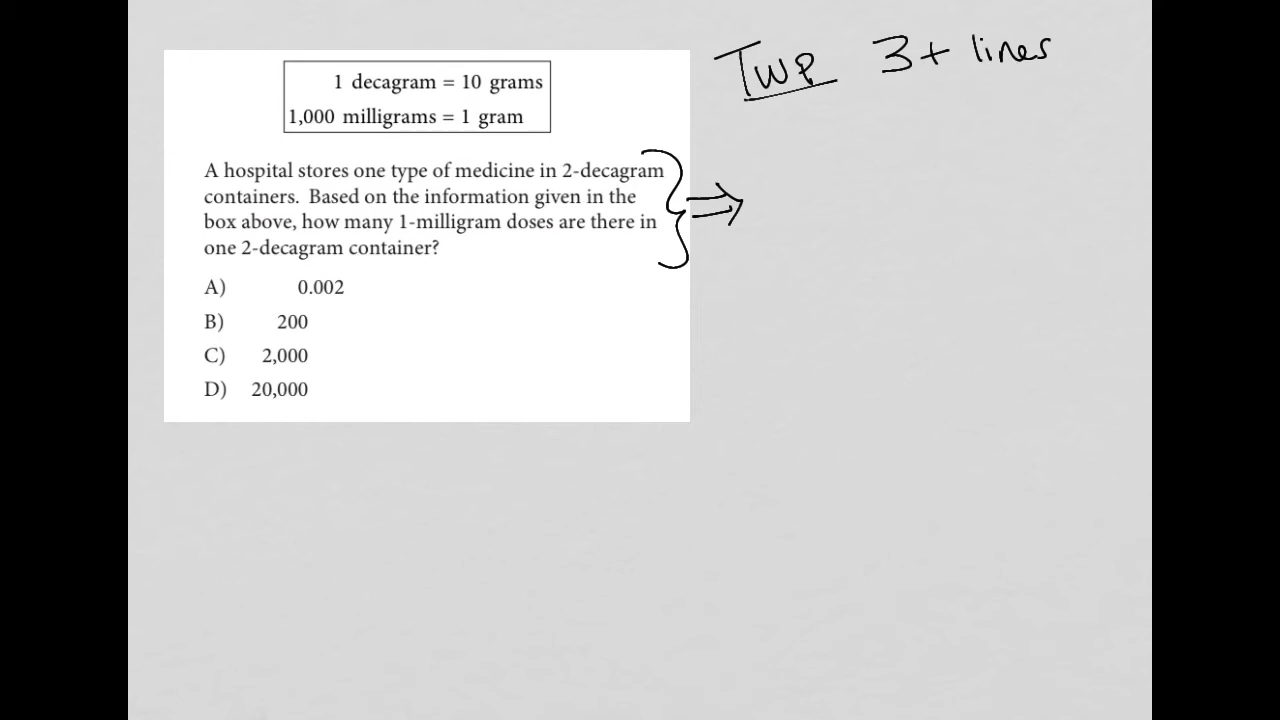 TWP 3+ lines
1 decagram = 10 grams
1,000 milligrams = 1 gram
A hospital stores one type of medicine in 2-decagram
containers. Based on the information given in the
box above, how many 1-milligram doses are there in
one 2-decagram container?
A) 0.002
B) 200
C) 2,000
D) 20,000